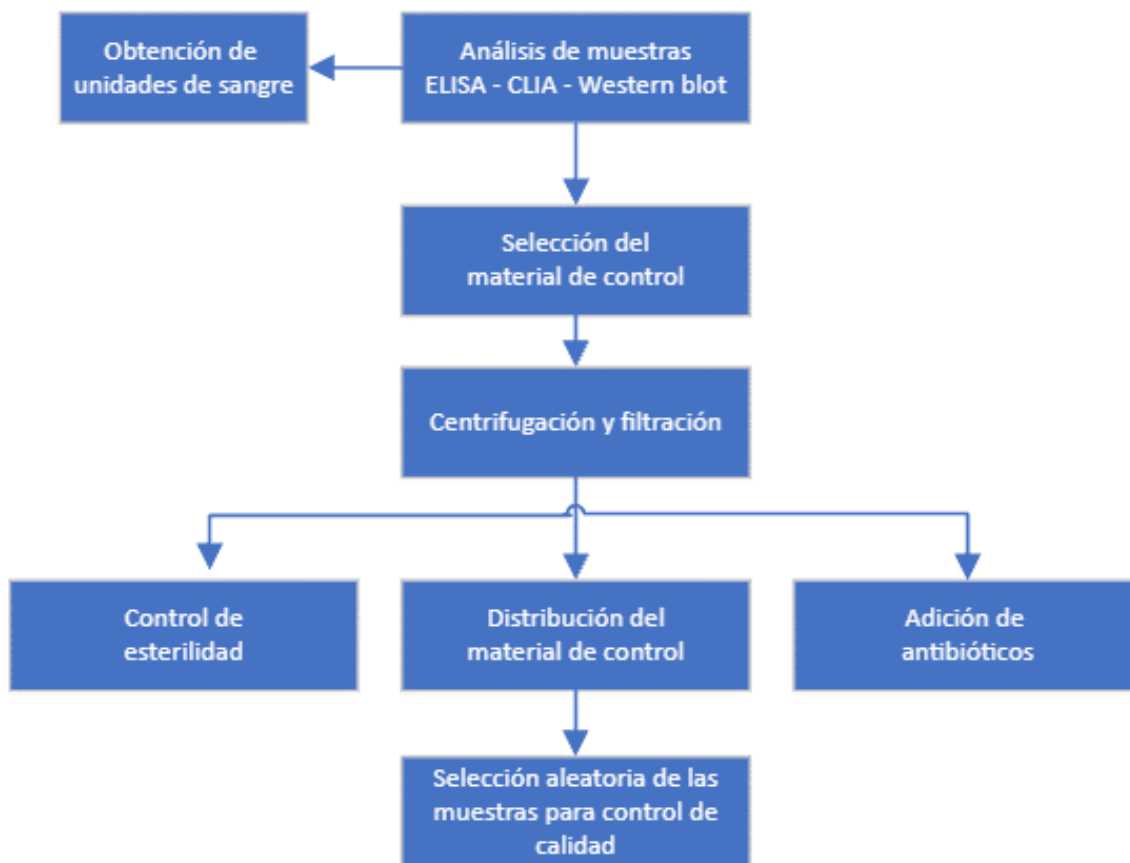 Obtención de
unidades de sangre
Análisis de muestras
ELISA - CLIA - Western blot
Selección del
material de control
Centrifugación y filtración
Control de
esterilidad
Distribución del
material de control
Adición de
antibióticos
Selección aleatoria de las
muestras para control de
calidad